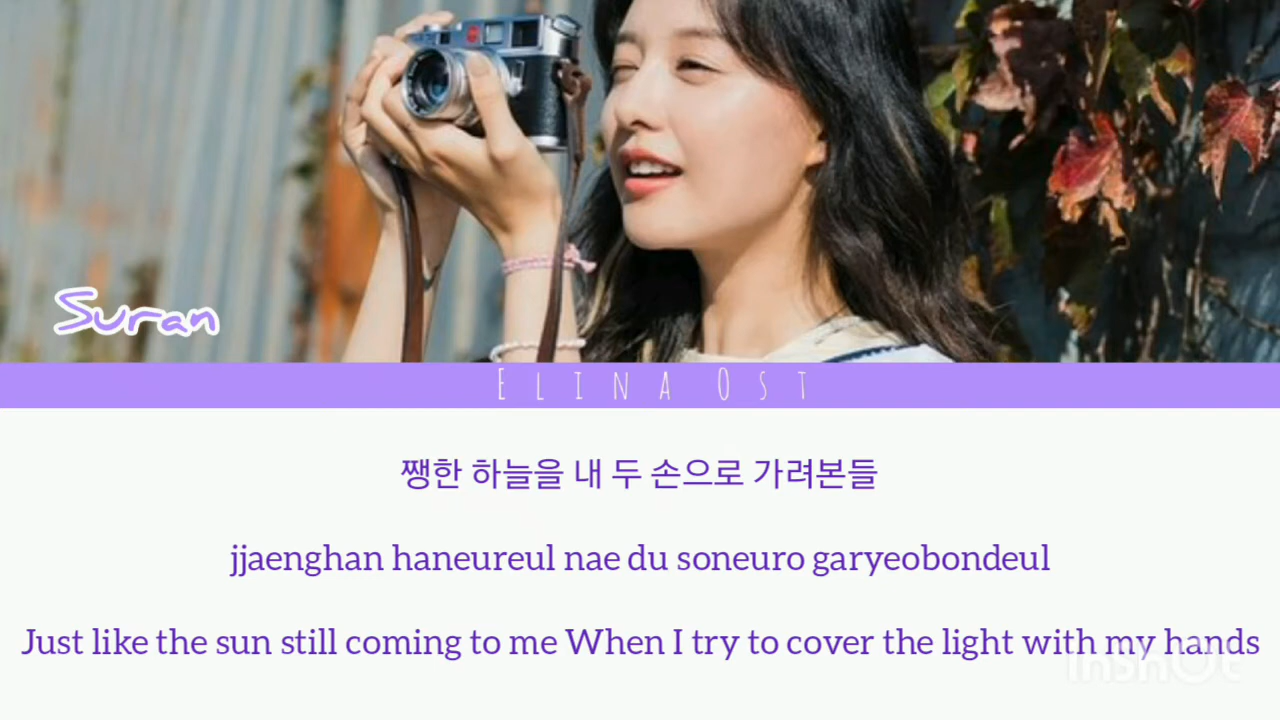 Suran
Elina Ost
쨍한 하늘을 내 두 손으로 가려본들
jjaenghan haneureul nae du soneuro garyeobondeul
Just like the sun still coming to me When I try to cover the light with my hands
InShOt